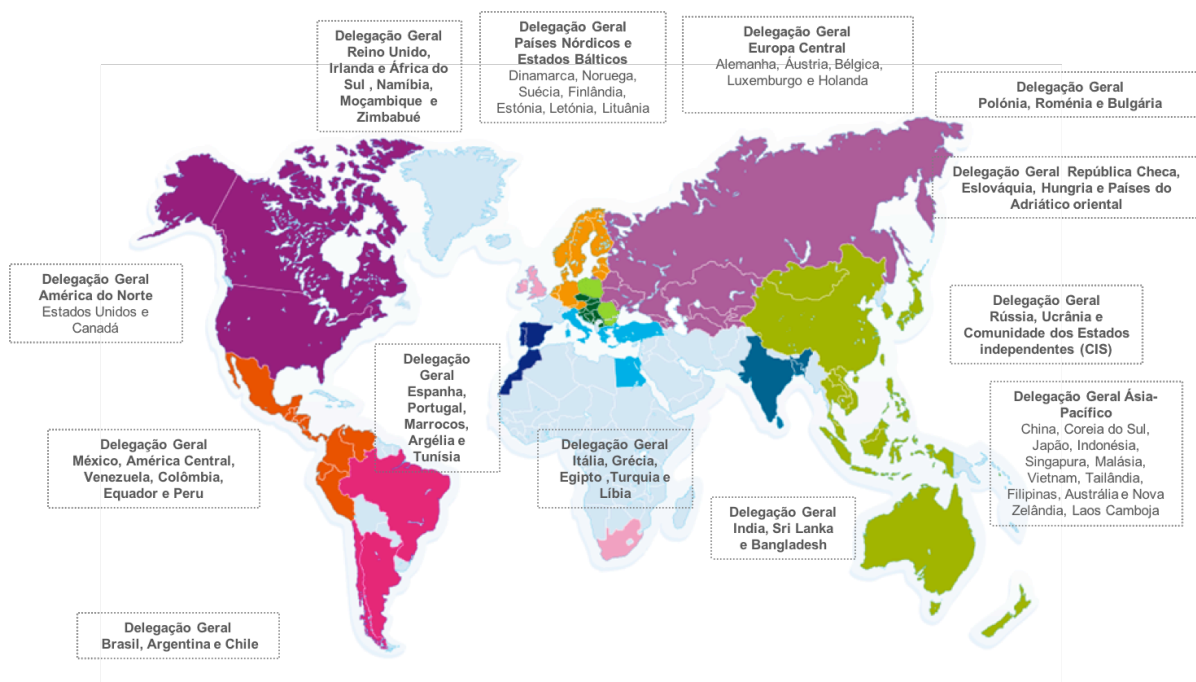 Delegação Geral
Reino Unido,
Irlanda e África do
Sul , Namíbia,
Moçambique e
Zimbabué
Delegação Geral
Países Nórdicos e
Estados Bálticos
Dinamarca, Noruega,
Suécia, Finlândia,
Estónia, Letónia, Lituânia
Delegação Geral
Europa Central
Alemanha, Áustria, Bélgica,
Luxemburgo e Holanda
Delegação Geral
Polónia, Roménia e Bulgária
Delegação Geral República Checa,
Eslováquia, Hungria e Países do
Adriático oriental
Delegação Geral
América do Norte
Estados Unidos e
Canadá
Delegação Geral
Rússia, Ucrânia e
Comunidade dos Estados
independentes (CIS)
Delegação
Geral
Espanha,
Portugal,
Marrocos,
Argélia e
Tunísia
Delegação Geral Ásia-
Pacífico
China, Coreia do Sul,
Japão, Indonésia,
Singapura, Malásia,
Vietnam, Tailândia,
Filipinas, Austrália e Nova
Zelândia, Laos Camboja
Delegação Geral
México, América Central,
Venezuela, Colômbia,
Equador e Peru
Delegação Geral
Itália, Grécia,
Egipto ,Turquia e
Líbia
Delegação Geral
India, Sri Lanka
e Bangladesh
Delegação Geral
Brasil, Argentina e Chile